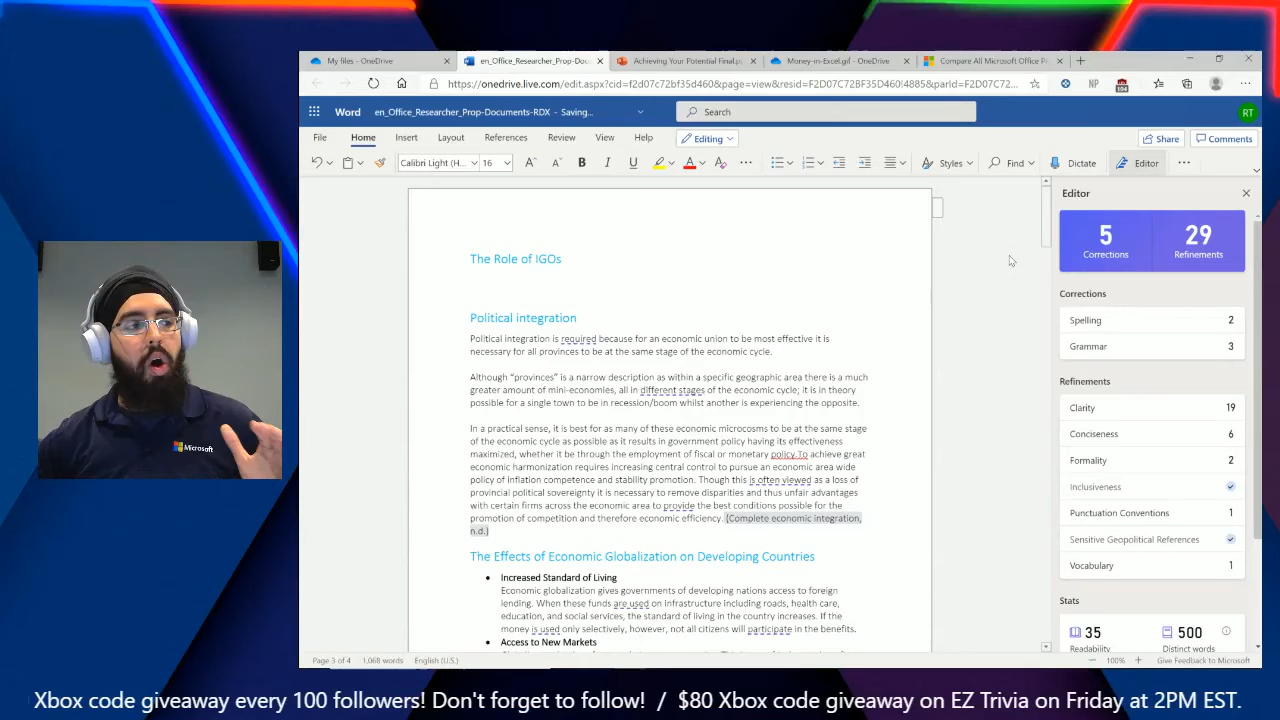 My files - OneDrive
en_Office_Researcher_Prop-Docu
Achieving Your Potential Final.p
Money-in-Excel.gif - OneDrive
Compare All Microsoft Office P
https://onedrive.live.com/edit.aspx?cid=f2d07c72bf35d460&page=view&resid=F2D07C72BF35D460!4885&parId=F2D07C7...
NP
104
Word en_Office_Researcher_Prop-Documents-RDX - Saving...
Search
RT
File Home Insert Layout References Review View Help Editing Share Comments
Calibri Light (H... 16 A A B I U A A Styles Find Dictate Editor
The Role of IGOs
Political integration
Political integration is required because for an economic union to be most effective it is
necessary for all provinces to be at the same stage of the economic cycle.
Although “provinces” is a narrow description as within a specific geographic area there is a much
greater amount of mini-economies, all in different stages of the economic cycle; it is in theory
possible for a single town to be in recession/boom whilst another is experiencing the opposite.
In a practical sense, it is best for as many of these economic microcosms to be at the same stage
of the economic cycle as possible as it results in government policy having its effectiveness
maximized, whether it be through the employment of fiscal or monetary policy.To achieve great
economic harmonization requires increasing central control to pursue an economic area wide
policy of inflation competence and stability promotion. Though this is often viewed as a loss of
provincial political sovereignty it is necessary to remove disparities and thus unfair advantages
with certain firms across the economic area to provide the best conditions possible for the
promotion of competition and therefore economic efficiency. (Complete economic integration,
n.d.)
The Effects of Economic Globalization on Developing Countries
• Increased Standard of Living
Economic globalization gives governments of developing nations access to foreign
lending. When these funds are used on infrastructure including roads, health care,
education, and social services, the standard of living in the country increases. If the
money is used only selectively, however, not all citizens will participate in the benefits.
• Access to New Markets
Page 3 of 4 1,068 words English (U.S.)
100% Give Feedback to Microsoft
Editor
5 29
Corrections Refinements
Corrections
Spelling 2
Grammar 3
Refinements
Clarity 19
Conciseness 6
Formality 2
Inclusiveness
Punctuation Conventions 1
Sensitive Geopolitical References
Vocabulary 1
Stats
35 500
Readability Distinct words
Microsoft
Xbox code giveaway every 100 followers! Don't forget to follow! / $80 Xbox code giveaway on EZ Trivia on Friday at 2PM EST.